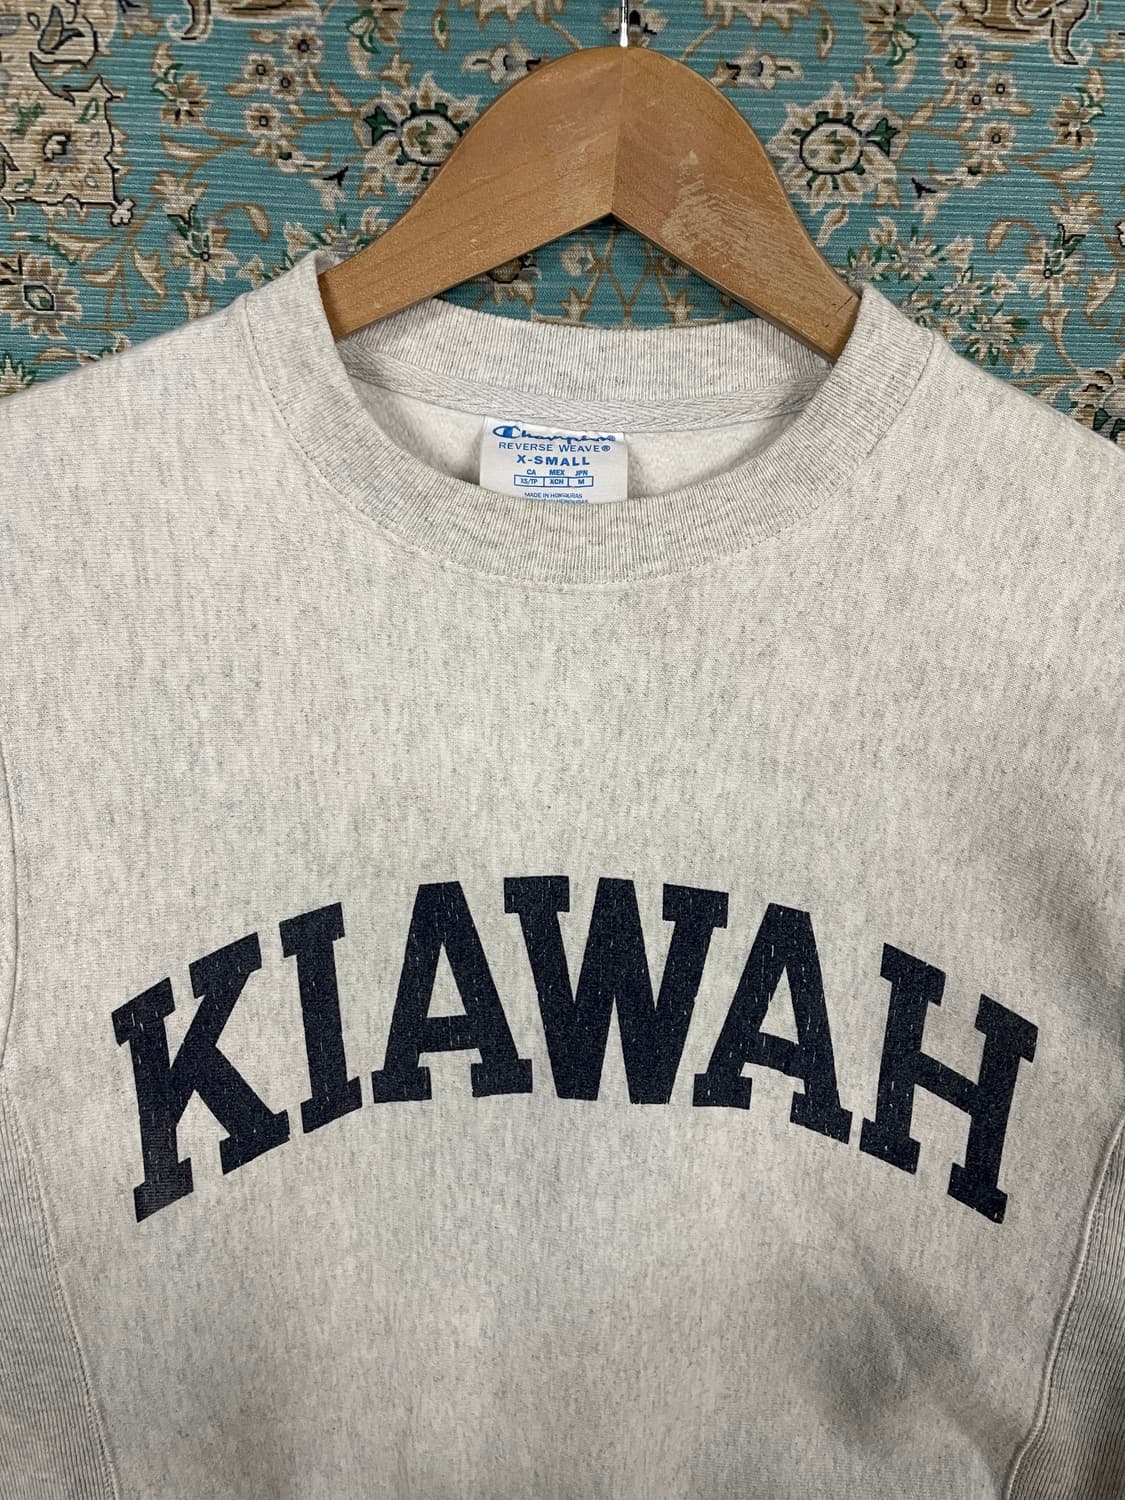 Champion®
REVERSE WEAVE®
X-SMALL
CA MEX JPN
XS/TP XCH M
MADE IN HONDURAS
KIAWAH